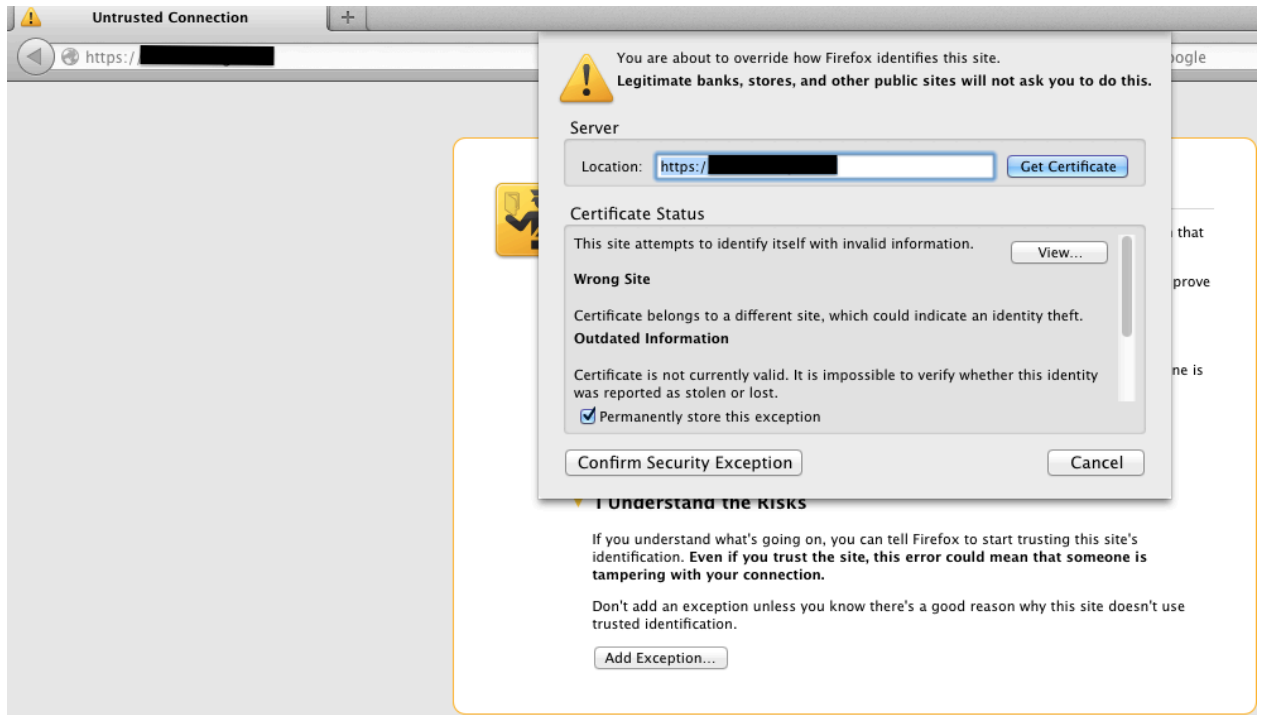 Untrusted Connection
+
https:/
ogle
You are about to override how Firefox identifies this site.
Legitimate banks, stores, and other public sites will not ask you to do this.
Server
Location: https:/ Get Certificate
Certificate Status
This site attempts to identify itself with invalid information. View...
that
Wrong Site
prove
Certificate belongs to a different site, which could indicate an identity theft.
Outdated Information
Certificate is not currently valid. It is impossible to verify whether this identity
ne is
was reported as stolen or lost.
Permanently store this exception
Confirm Security Exception Cancel
I Understand the Risks
If you understand what's going on, you can tell Firefox to start trusting this site's
identification. Even if you trust the site, this error could mean that someone is
tampering with your connection.
Don't add an exception unless you know there's a good reason why this site doesn't use
trusted identification.
Add Exception...